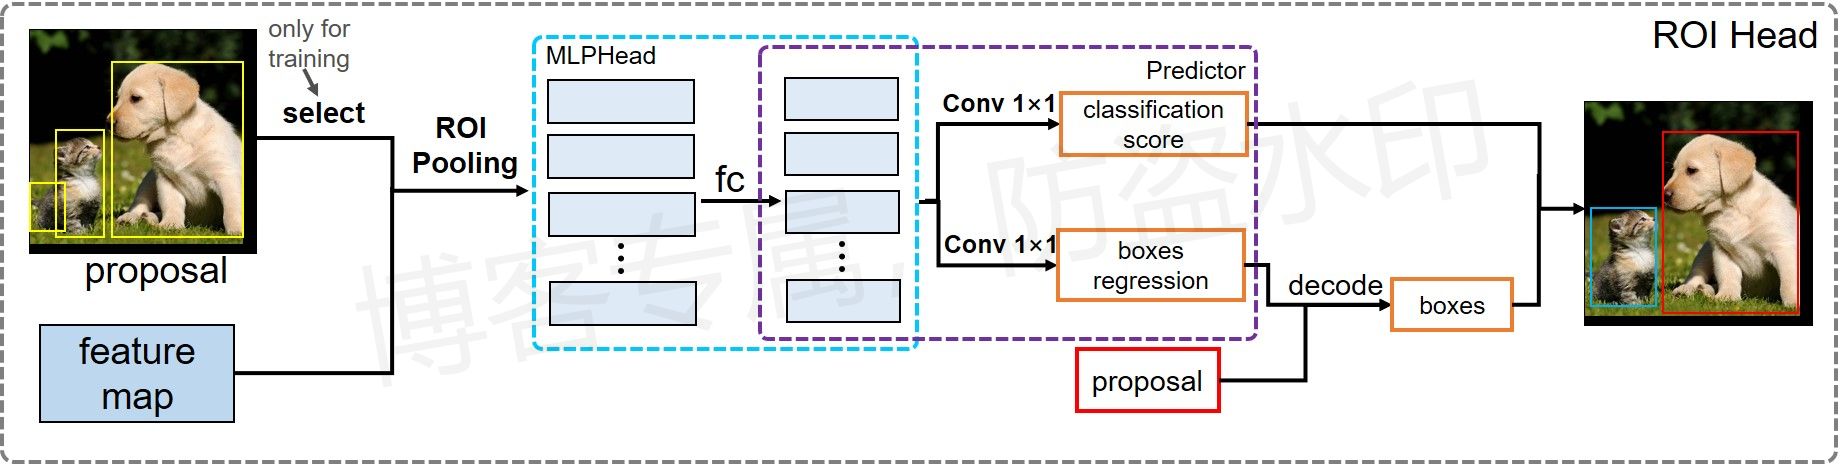 ROI Head
only for
training
select
proposal
feature
map
ROI
Pooling
MLPHead
fc
Predictor
Conv 1×1
classification
score
Conv 1×1
boxes
regression
decode
boxes
proposal
博客专属，防盗水印